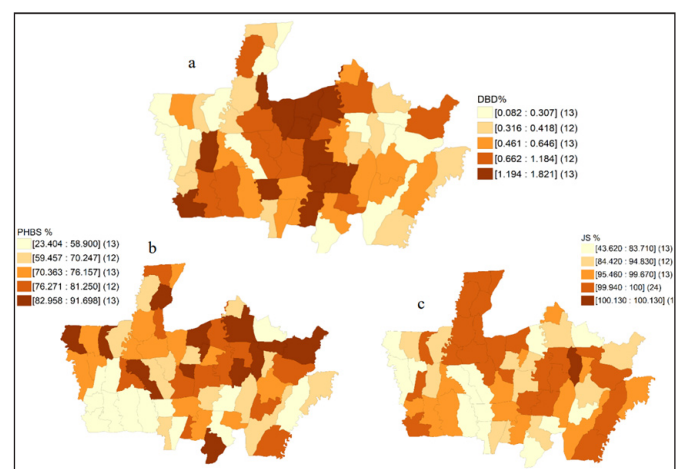 a
DBD%
[0.082 : 0.307] (13)
[0.316 : 0.418] (12)
[0.461 : 0.646] (13)
[0.662 : 1.184] (12)
[1.194 : 1.821] (13)
PHBS %
[23.404 : 58.900] (13)
[59.457 : 70.247] (12)
[70.363 : 76.157] (13)
[76.271 : 81.250] (12)
[82.958 : 91.698] (13)
b
JS %
[43.620 : 83.710] (13)
[84.420 : 94.830] (12)
[95.460 : 99.670] (13)
[99.940 : 100] (24)
[100.130 : 100.130] (1
c